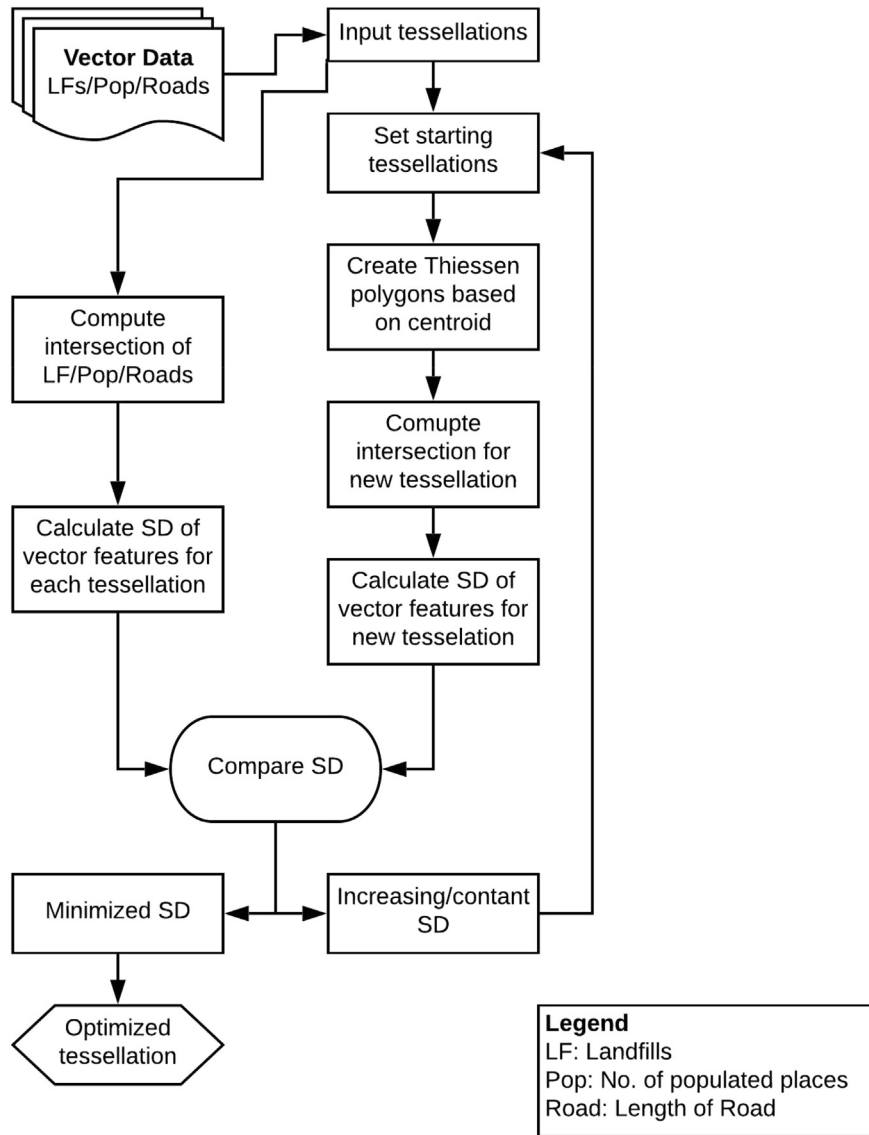 Vector Data
LFs/Pop/Roads
Input tessellations
Set starting
tessellations
Create Thiessen
polygons based
on centroid
Compute
intersection of
LF/Pop/Roads
Comupte
intersection for
new tessellation
Calculate SD of
vector features for
each tessellation
Calculate SD of
vector features for
new tesselation
Compare SD
Minimized SD
Increasing/contant
SD
Optimized
tessellation
Legend
LF: Landfills
Pop: No. of populated places
Road: Length of Road